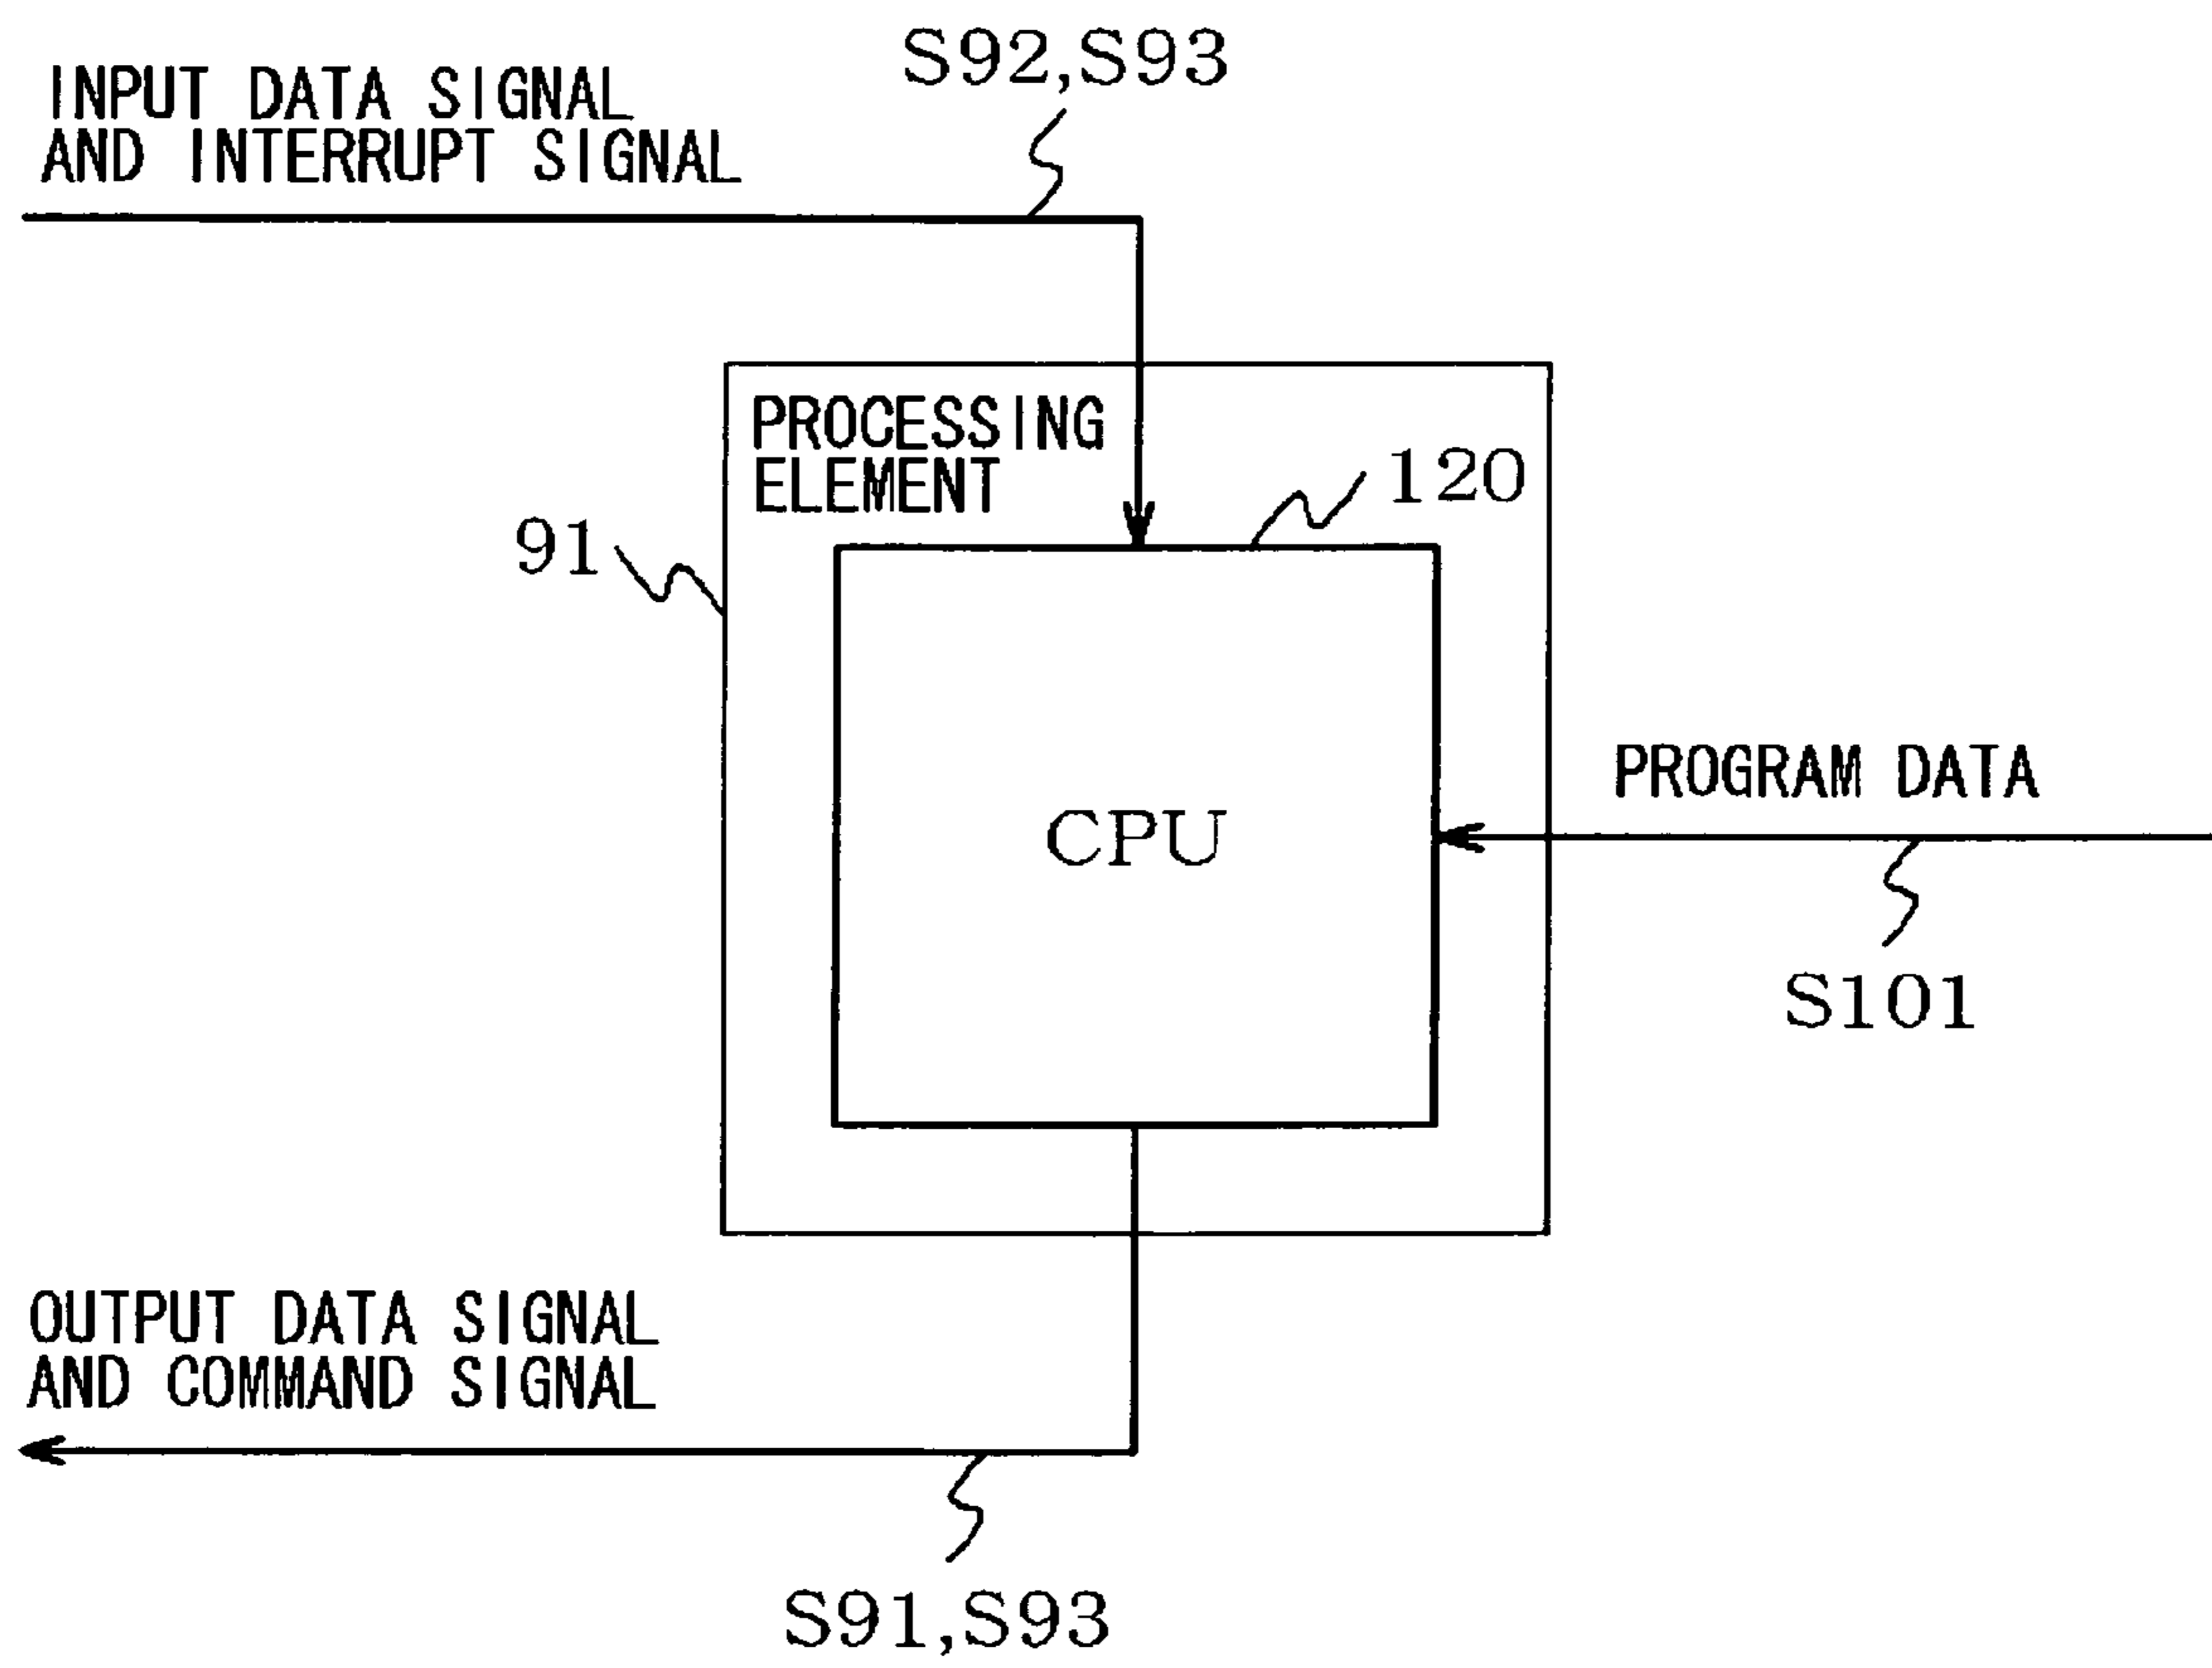 S92,S93
INPUT DATA SIGNAL
AND INTERRUPT SIGNAL
PROCESSING
ELEMENT
120
91
CPU
PROGRAM DATA
S101
OUTPUT DATA SIGNAL
AND COMMAND SIGNAL
S91,S93